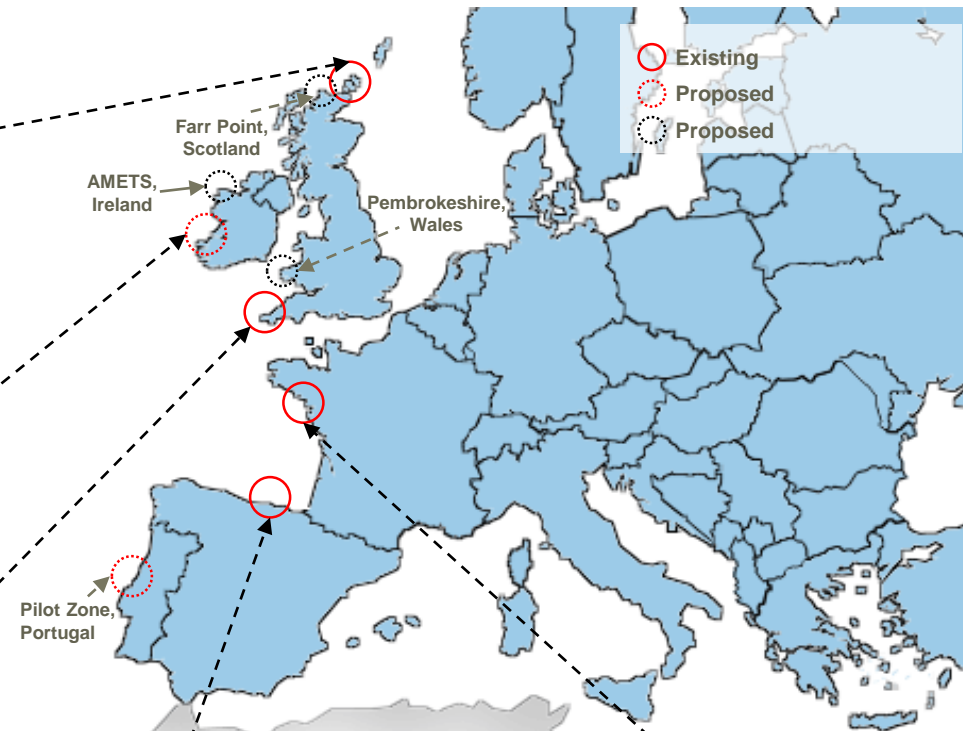 Existing
Proposed
Proposed
Farr Point,
Scotland
AMETS,
Ireland
Pembrokeshire,
Wales
Pilot Zone,
Portugal